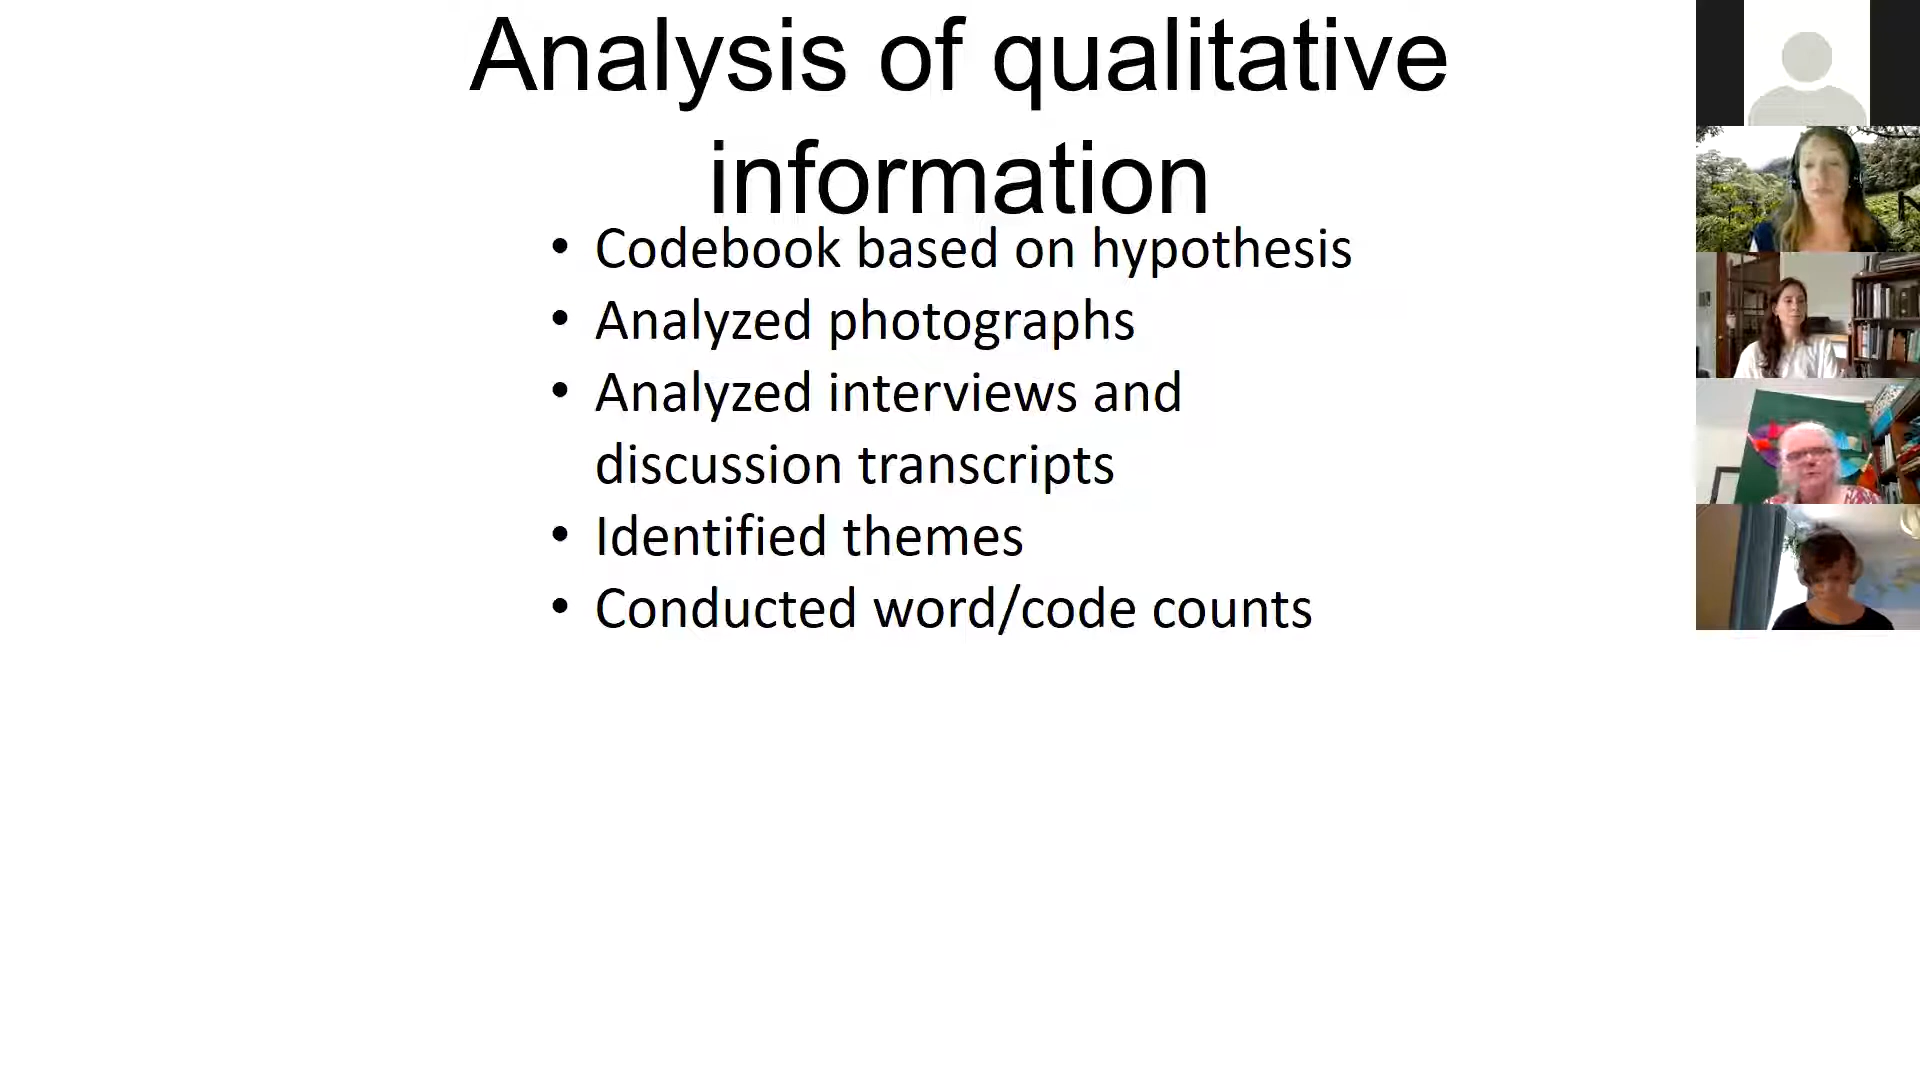 Analysis of qualitative
information
• Codebook based on hypothesis
• Analyzed photographs
• Analyzed interviews and
discussion transcripts
• Identified themes
• Conducted word/code counts